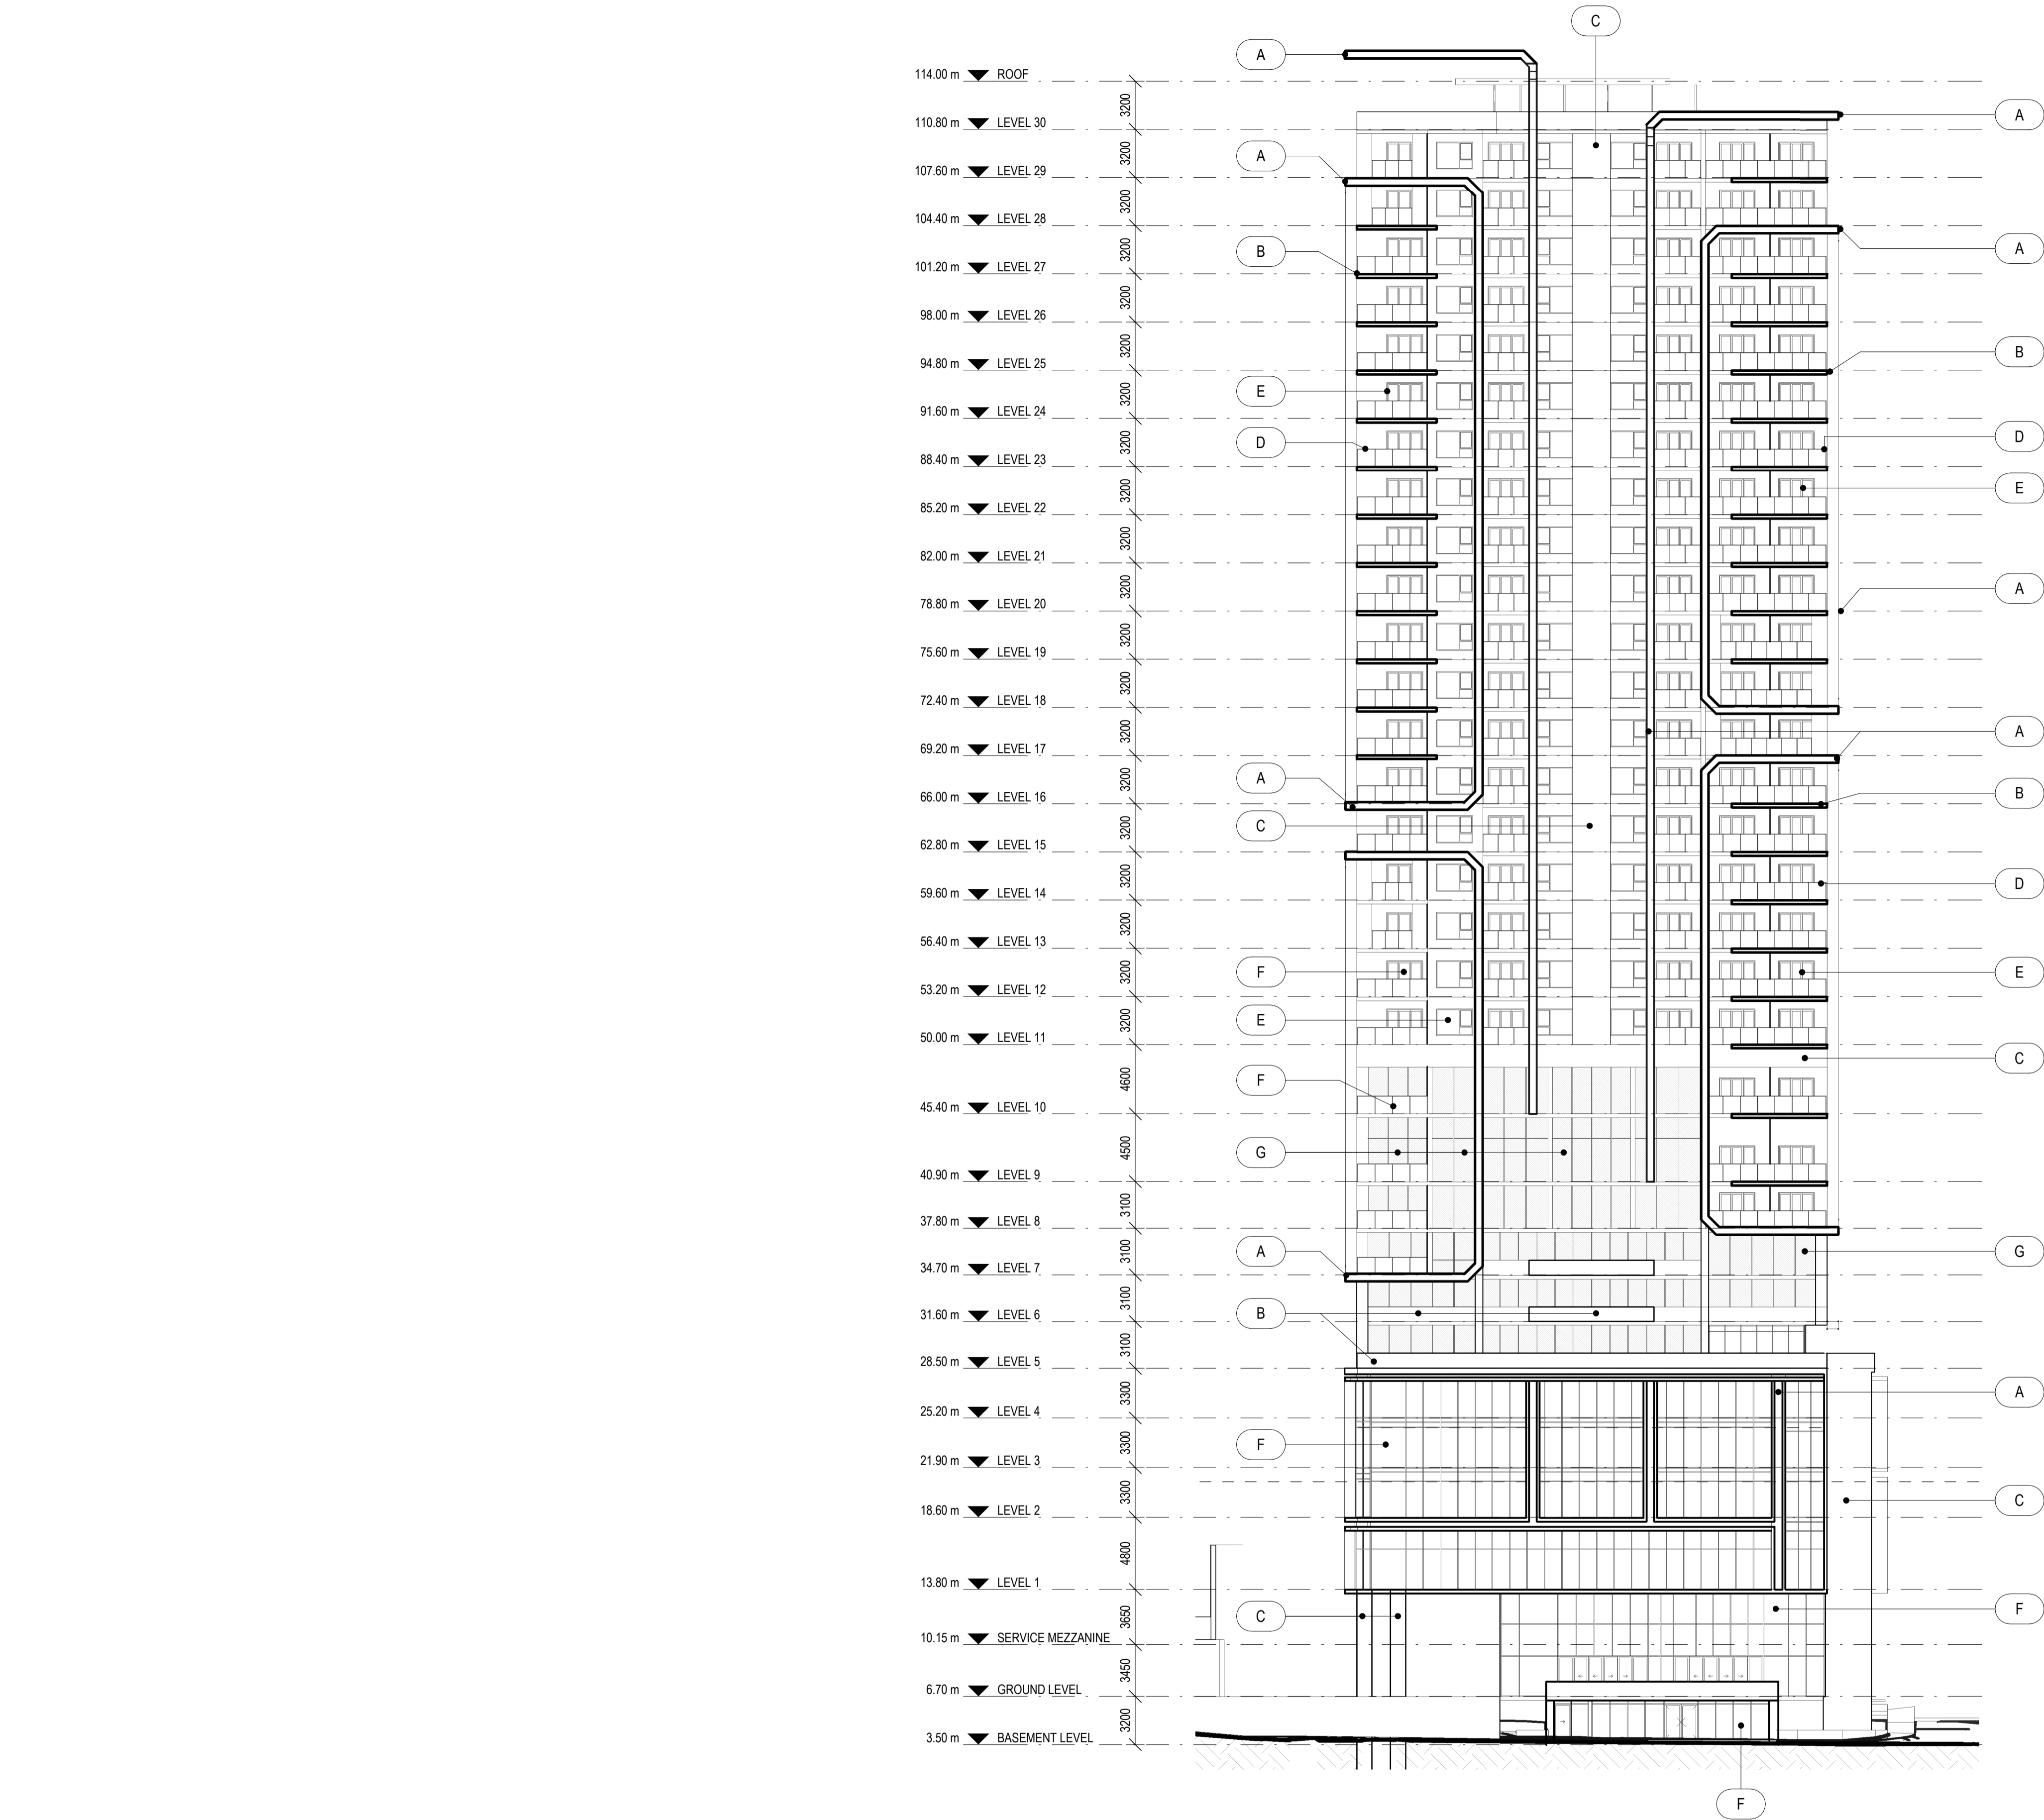 C
A
114.00 m ROOF
3200
110.80 m LEVEL 30
A
3200
A
107.60 m LEVEL 29
3200
104.40 m LEVEL 28
B
A
3200
101.20 m LEVEL 27
3200
98.00 m LEVEL 26
3200
B
94.80 m LEVEL 25
3200
E
91.60 m LEVEL 24
3200
D
D
88.40 m LEVEL 23
3200
E
85.20 m LEVEL 22
3200
82.00 m LEVEL 21
3200
A
78.80 m LEVEL 20
3200
75.60 m LEVEL 19
3200
72.40 m LEVEL 18
3200
A
69.20 m LEVEL 17
3200
A
B
66.00 m LEVEL 16
3200
C
62.80 m LEVEL 15
3200
D
59.60 m LEVEL 14
3200
56.40 m LEVEL 13
3200
F
E
53.20 m LEVEL 12
3200
E
50.00 m LEVEL 11
C
4600
F
45.40 m LEVEL 10
4500
G
40.90 m LEVEL 9
3100
37.80 m LEVEL 8
3100
A
G
34.70 m LEVEL 7
3100
B
31.60 m LEVEL 6
3100
28.50 m LEVEL 5
3300
A
25.20 m LEVEL 4
3300
F
21.90 m LEVEL 3
3300
C
18.60 m LEVEL 2
4800
13.80 m LEVEL 1
3650
C
F
10.15 m SERVICE MEZZANINE
3450
6.70 m GROUND LEVEL
3200
3.50 m BASEMENT LEVEL
F